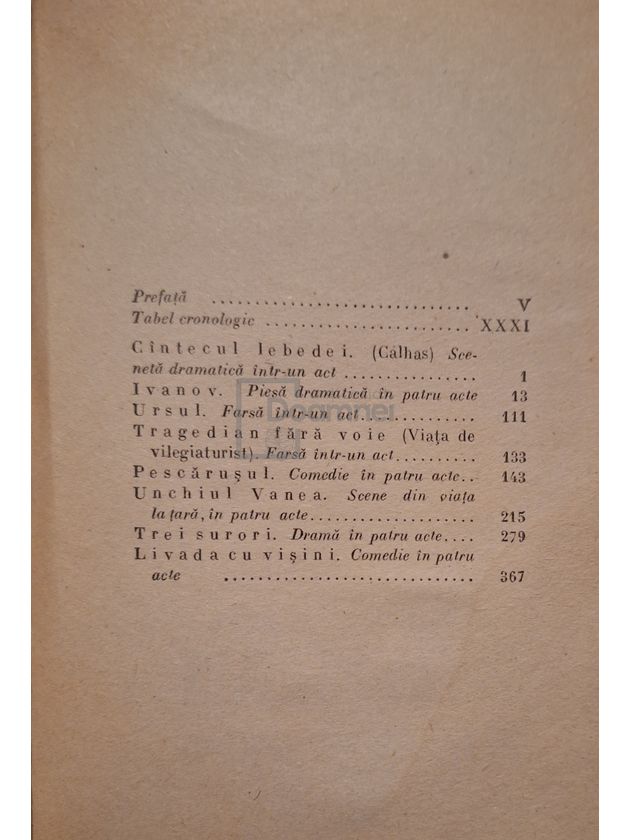 Prefață ............................. V
Tabel cronologic ........................ XXXI
Cîntecul lebedei. (Calhas) Sce-
netă dramatică într-un act ................ 1
Ivanov. Piesă dramatică în patru acte 13
Ursul. Farsă într-un act.............. 111
Tragedian fără voie (Viața de
vilegiaturist) Farsă într-un act.......... 133
Pescărușul. Comedie în patru acte.. 143
Unchiul Vanea. Scene din viața
la țară, în patru acte................... 215
Trei surori. Dramă în patru acte.... 279
Livada cu vișini. Comedie în patru
acte ............................. 367